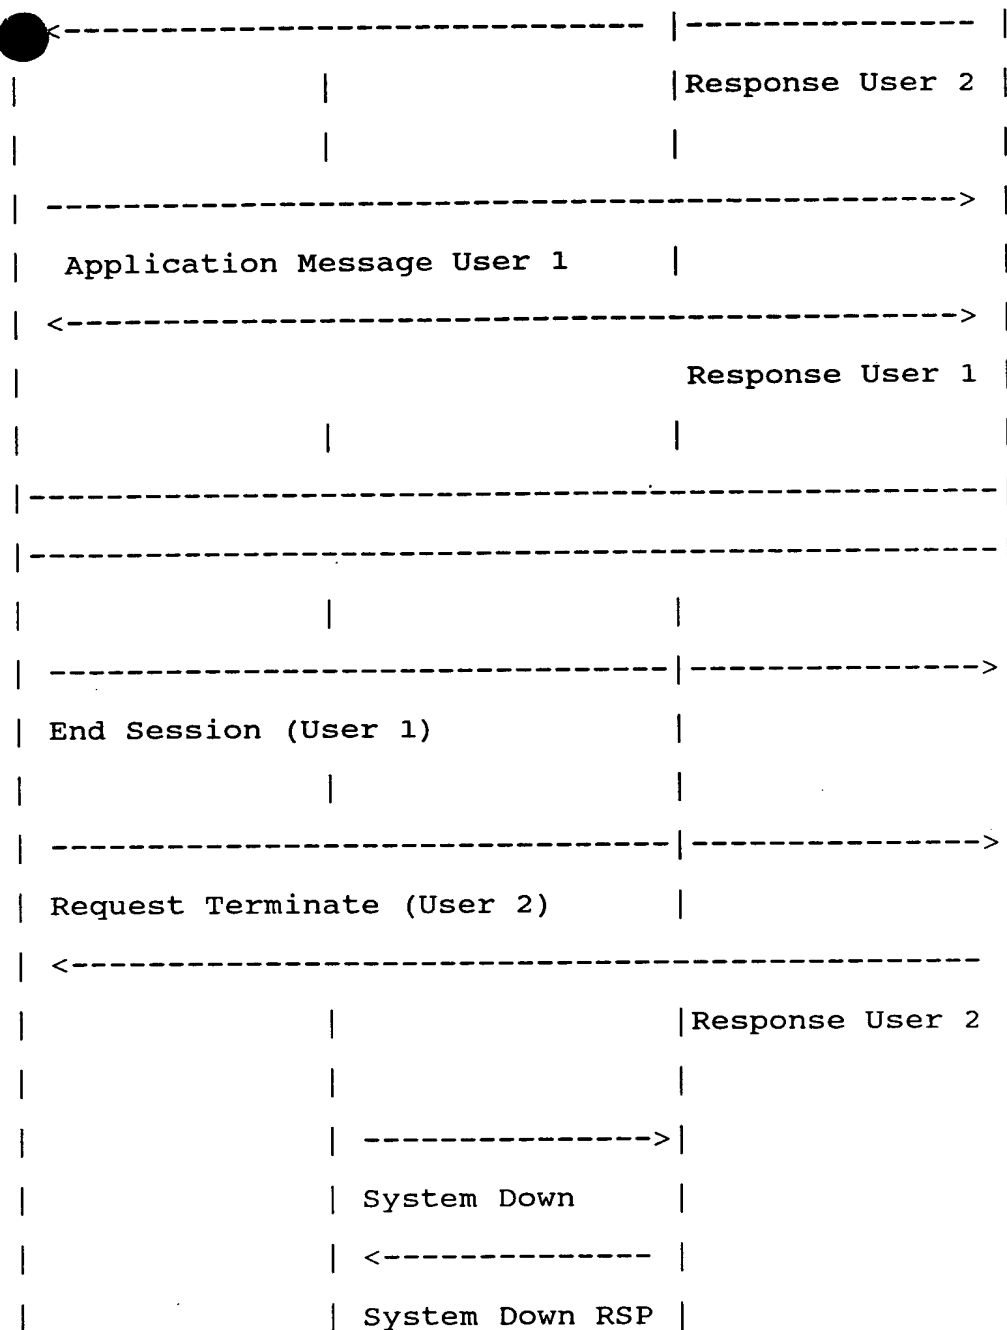 Response User 2
Application Message User 1
Response User 1
End Session (User 1)
Request Terminate (User 2)
Response User 2
System Down
System Down RSP